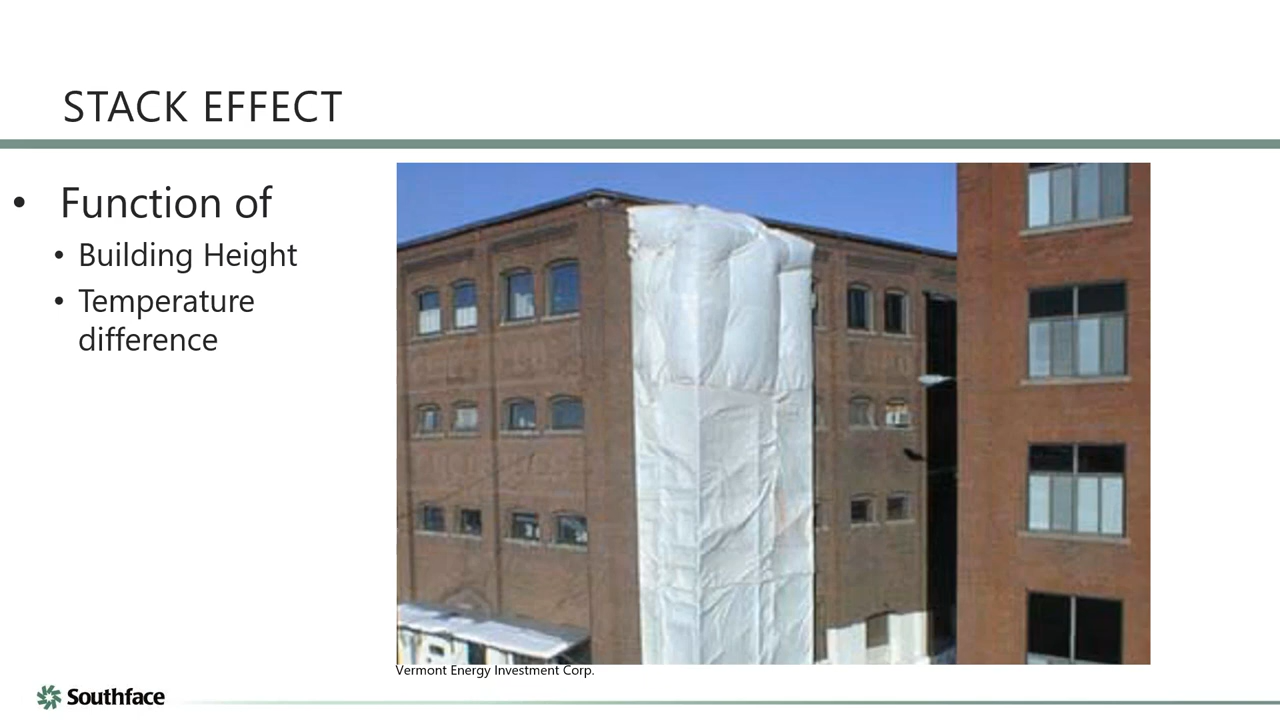 STACK EFFECT
• Function of
• Building Height
• Temperature
difference
Vermont Energy Investment Corp.
Southface